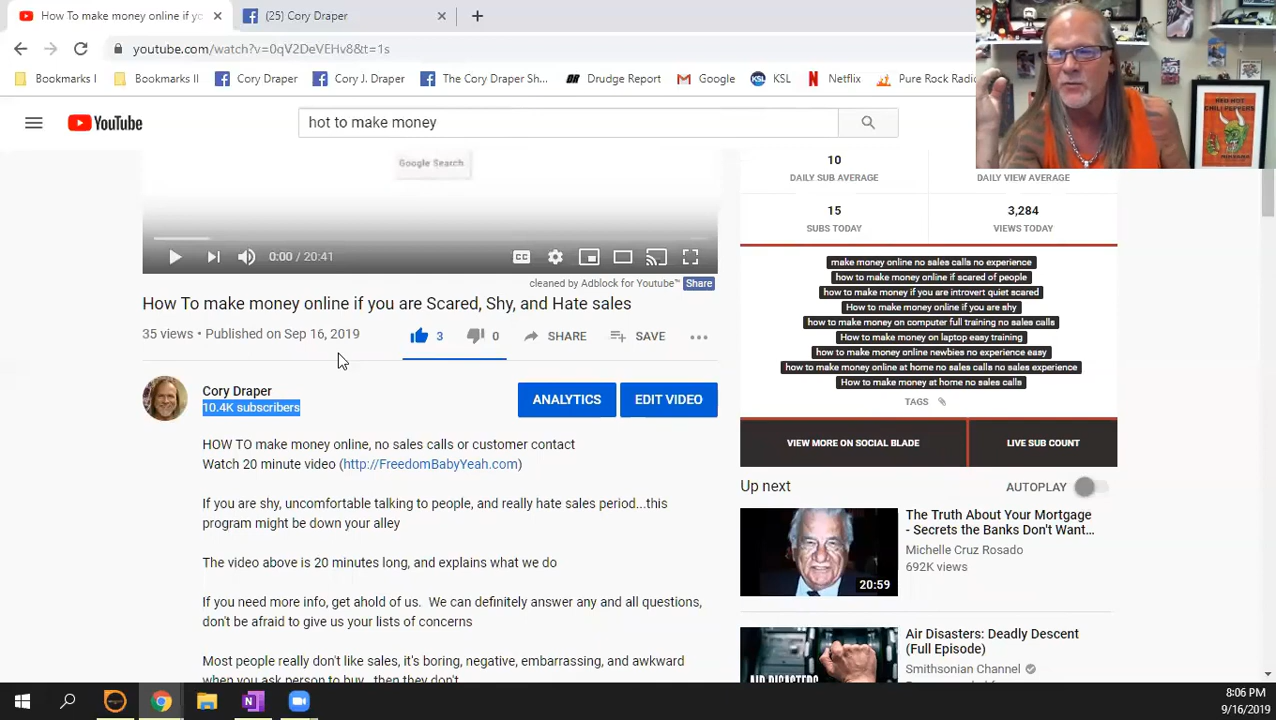 How To make money online if yo
(25) Cory Draper
youtube.com/watch?v=0qV2DeVEHv8&t=1s
Bookmarks I
Bookmarks II
Cory Draper
Cory J. Draper
The Cory Draper Sh...
Drudge Report
Google
KSL
Netflix
Pure Rock Radio
YouTube
hot to make money
RED HOT
CHILI PEPPERS
Google Search
10
DAILY SUB AVERAGE
DAILY VIEW AVERAGE
15
SUBS TODAY
3,284
VIEWS TODAY
0:00 / 20:41
CC
cleaned by Adblock for Youtube™
Share
How To make money online if you are Scared, Shy, and Hate sales
35 views • Published on Sep 16, 2019
3
0
SHARE
SAVE
Cory Draper
10.4K subscribers
ANALYTICS
EDIT VIDEO
HOW TO make money online, no sales calls or customer contact
Watch 20 minute video (http://FreedomBabyYeah.com)
If you are shy, uncomfortable talking to people, and really hate sales period...this
program might be down your alley
The video above is 20 minutes long, and explains what we do
If you need more info, get ahold of us.  We can definitely answer any and all questions,
don't be afraid to give us your lists of concerns
Most people really don't like sales, it's boring, negative, embarrassing, and awkward
when you ask person to buy...then they don't
make money online no sales calls no experience
how to make money online if scared of people
how to make money if you are introvert quiet scared
How to make money online if you are shy
how to make money on computer full training no sales calls
How to make money on laptop easy training
how to make money online newbies no experience easy
how to make money online at home no sales calls no experience
How to make money at home no sales calls
TAGS
VIEW MORE ON SOCIAL BLADE
LIVE SUB COUNT
Up next
AUTOPLAY
The Truth About Your Mortgage
- Secrets the Banks Don't Want...
Michelle Cruz Rosado
692K views
20:59
Air Disasters: Deadly Descent
(Full Episode)
Smithsonian Channel
AIR DISASTERS
8:06 PM
9/16/2019